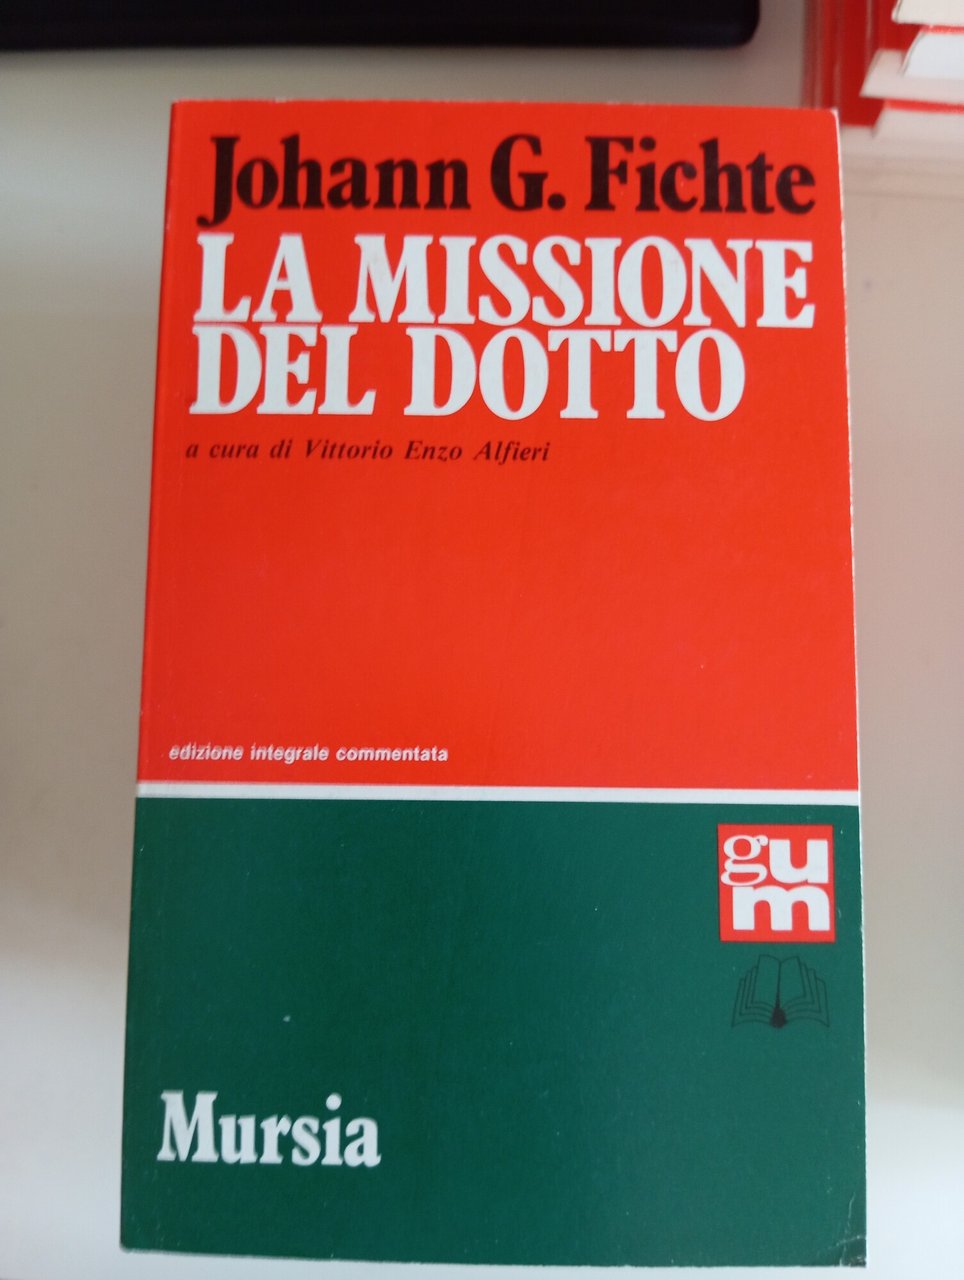 Johann G. Fichte
LA MISSIONE
DEL DOTTO
a cura di Vittorio Enzo Alfieri
edizione integrale commentata
gu
m
Mursia